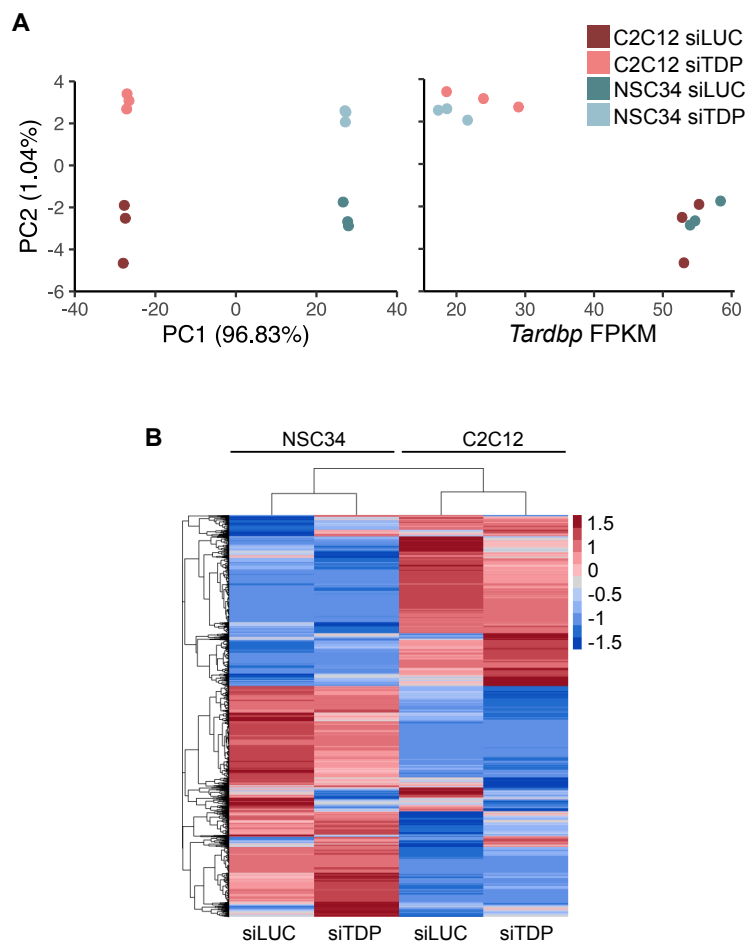 A
C2C12 siLUC
C2C12 siTDP
NSC34 siLUC
NSC34 siTDP
PC2 (1.04%)
4
2
0
-2
-4
-6
-40
-20
0
20
40
PC1 (96.83%)
20
30
40
50
60
Tardbp FPKM
B
NSC34
C2C12
1.5
1
0
-0.5
-1
-1.5
siLUC
siTDP
siLUC
siTDP